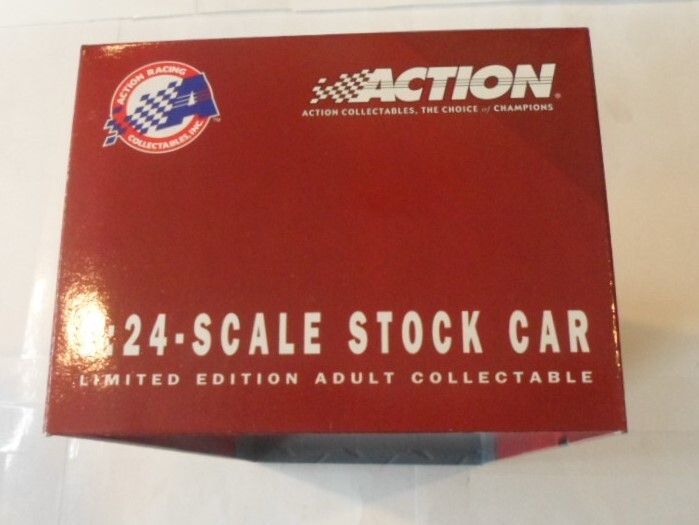 ACTION RACING
COLLECTABLES, INC.
TM
ACTION®
ACTION COLLECTABLES, THE CHOICE of CHAMPIONS
:24-SCALE STOCK CAR
LIMITED EDITION ADULT COLLECTABLE